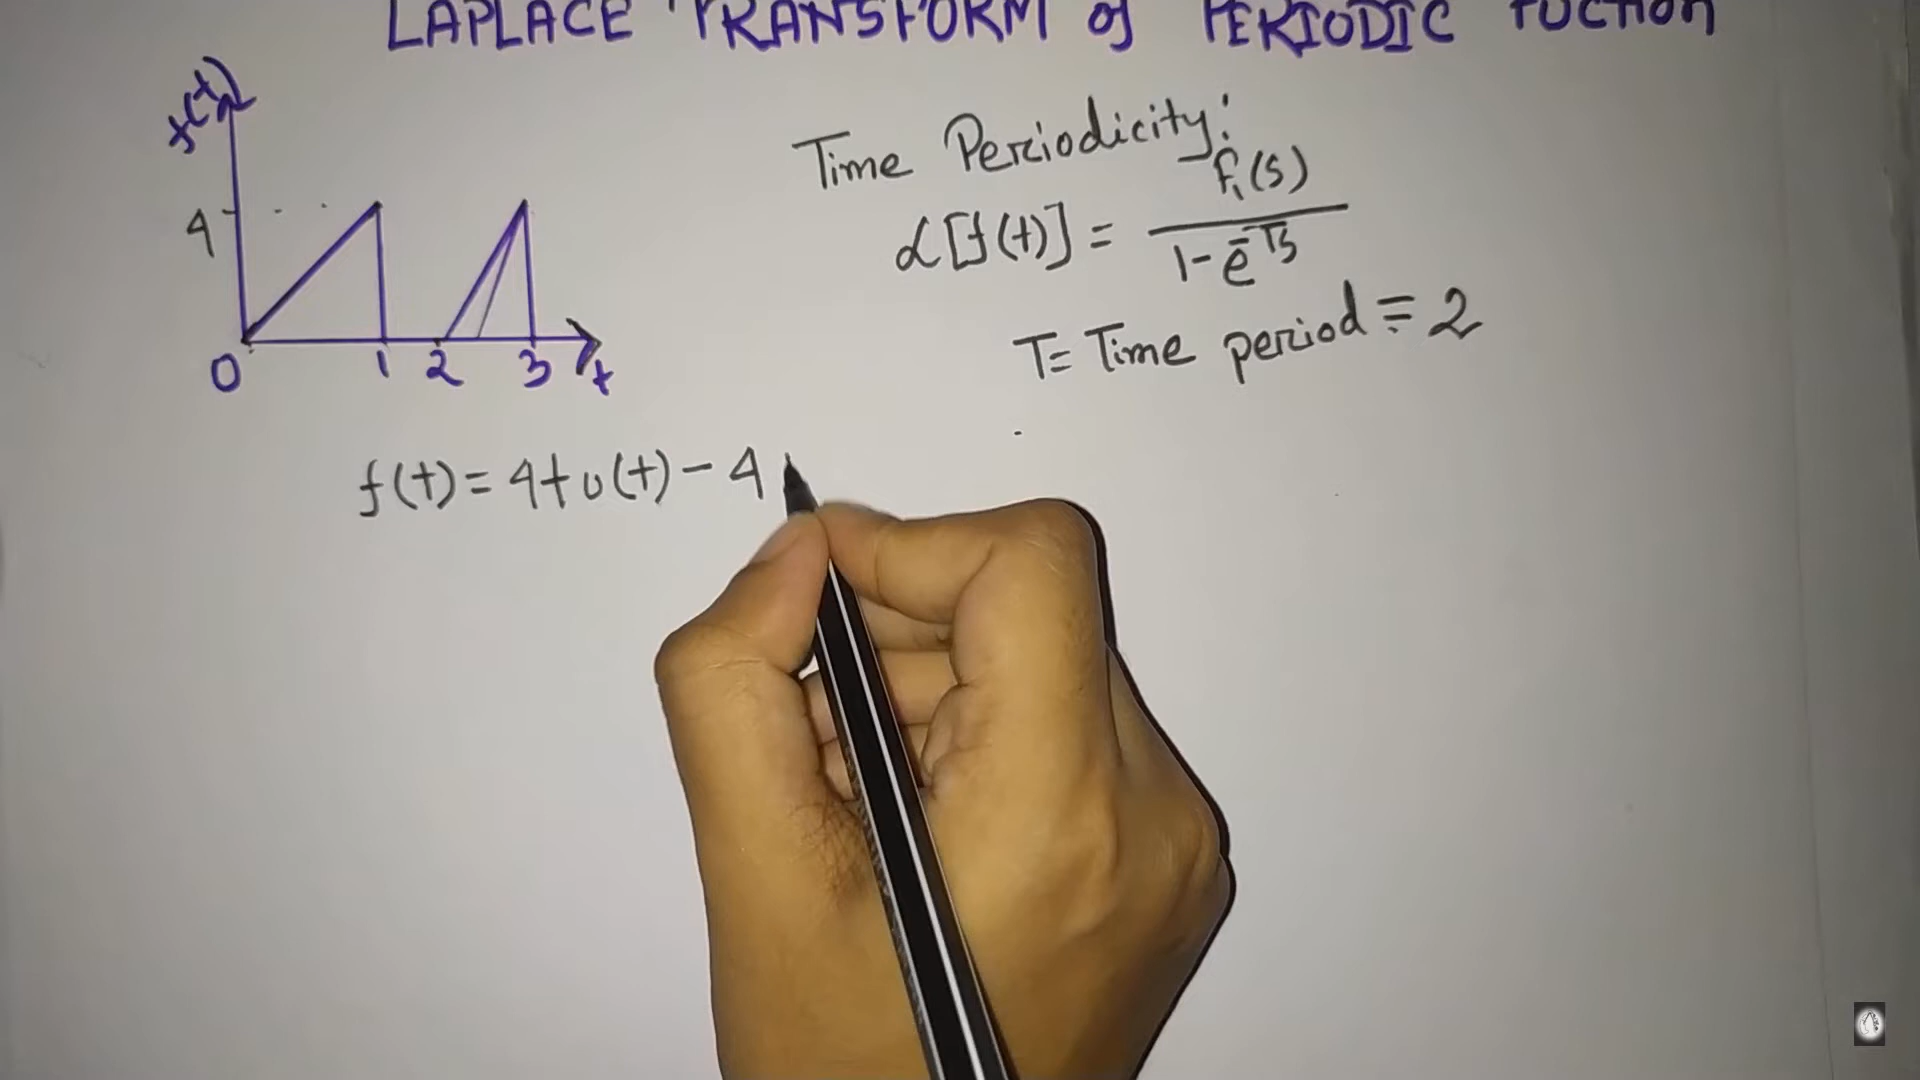 LAPLACE TRANSFORM of PERIODIC FUCTION
f(t)
4
0 1 2 3 t
Time Periodicity:
L[f(t)] = F₁(s) / 1 - e^-Ts
T = Time period = 2
f(t) = 4t u(t) - 4